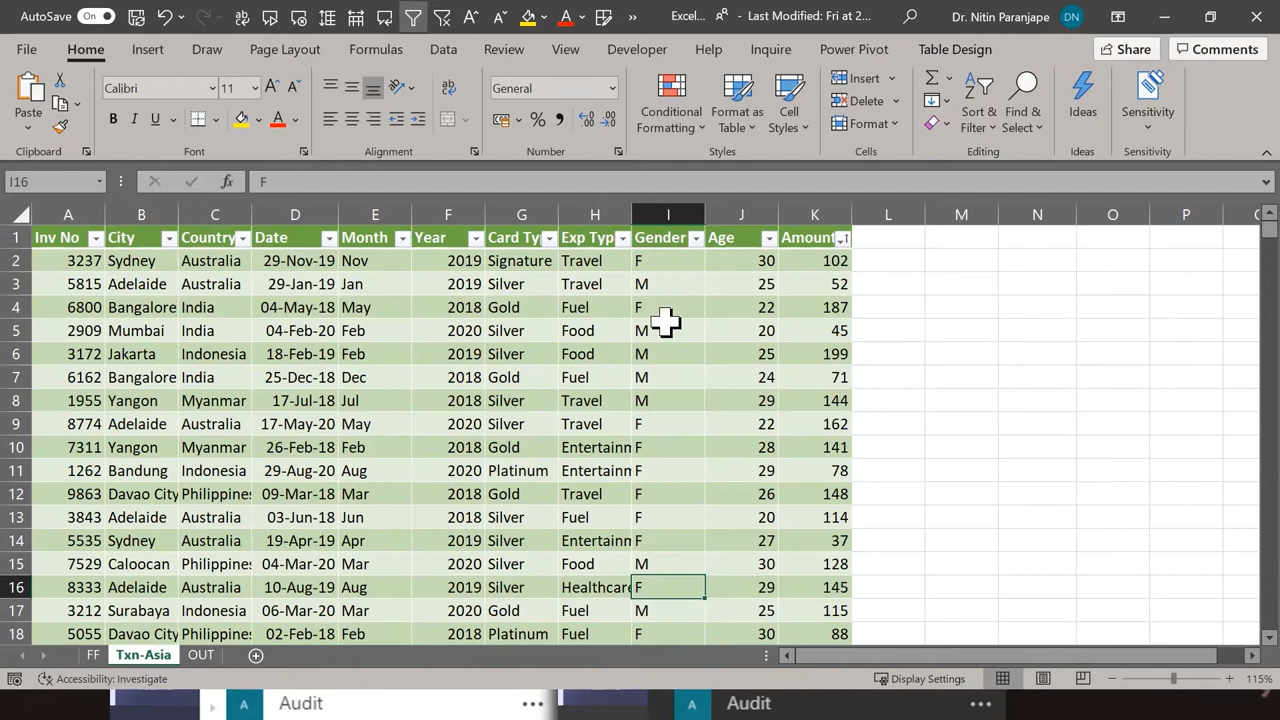 AutoSave On Excel... - Last Modified: Fri at 2... Dr. Nitin Paranjape DN
File Home Insert Draw Page Layout Formulas Data Review View Developer Help Inquire Power Pivot Table Design Share Comments
Calibri 11 General Insert
Paste Conditional Formatting Format as Table Cell Styles Delete Sort & Filter Find & Select Ideas Sensitivity
B I U A % Format
Clipboard Font Alignment Number Styles Cells Editing Ideas Sensitivity
I16 fx F
A B C D E F G H I J K L M N O P Q
1 Inv No City Country Date Month Year Card Ty Exp Typ Gender Age Amount
2 3237 Sydney Australia 29-Nov-19 Nov 2019 Signature Travel F 30 102
3 5815 Adelaide Australia 29-Jan-19 Jan 2019 Silver Travel M 25 52
4 6800 Bangalore India 04-May-18 May 2018 Gold Fuel F 22 187
5 2909 Mumbai India 04-Feb-20 Feb 2020 Silver Food M 20 45
6 3172 Jakarta Indonesia 18-Feb-19 Feb 2019 Silver Food M 25 199
7 6162 Bangalore India 25-Dec-18 Dec 2018 Gold Fuel M 24 71
8 1955 Yangon Myanmar 17-Jul-18 Jul 2018 Silver Travel M 29 144
9 8774 Adelaide Australia 17-May-20 May 2020 Silver Travel F 22 162
10 7311 Yangon Myanmar 26-Feb-18 Feb 2018 Gold Entertainm F 28 141
11 1262 Bandung Indonesia 29-Aug-20 Aug 2020 Platinum Entertainm F 29 78
12 9863 Davao City Philippines 09-Mar-18 Mar 2018 Gold Travel F 26 148
13 3843 Adelaide Australia 03-Jun-18 Jun 2018 Silver Fuel F 20 114
14 5535 Sydney Australia 19-Apr-19 Apr 2019 Silver Entertainm F 27 37
15 7529 Caloocan Philippines 04-Mar-20 Mar 2020 Silver Food M 30 128
16 8333 Adelaide Australia 10-Aug-19 Aug 2019 Silver Healthcare F 29 145
17 3212 Surabaya Indonesia 06-Mar-20 Mar 2020 Gold Fuel M 25 115
18 5055 Davao City Philippines 02-Feb-18 Feb 2018 Platinum Fuel F 30 88
FF Txn-Asia OUT
Accessibility: Investigate Display Settings 115%
A Audit ... A Audit ...